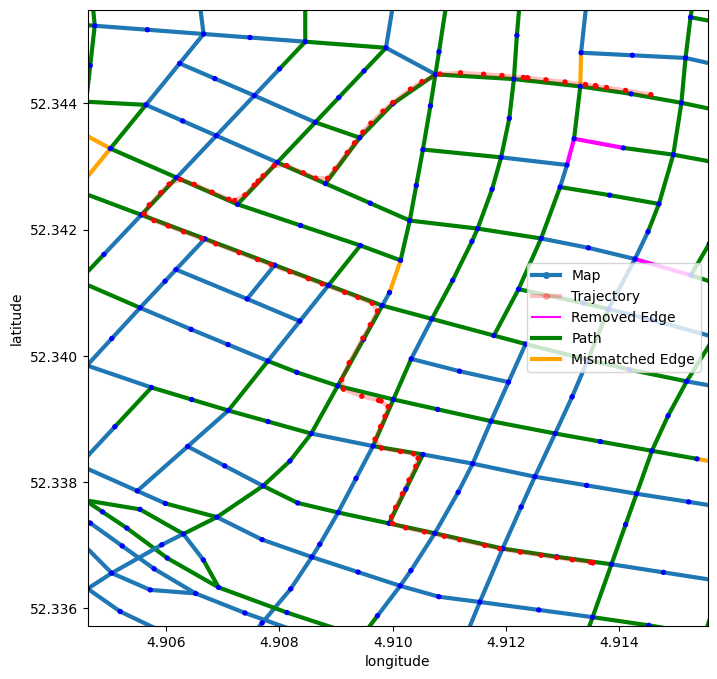 52.344
52.342
52.340
52.338
52.336
latitude
Map
Trajectory
Removed Edge
Path
Mismatched Edge
4.906 4.908 4.910 4.912 4.914
longitude